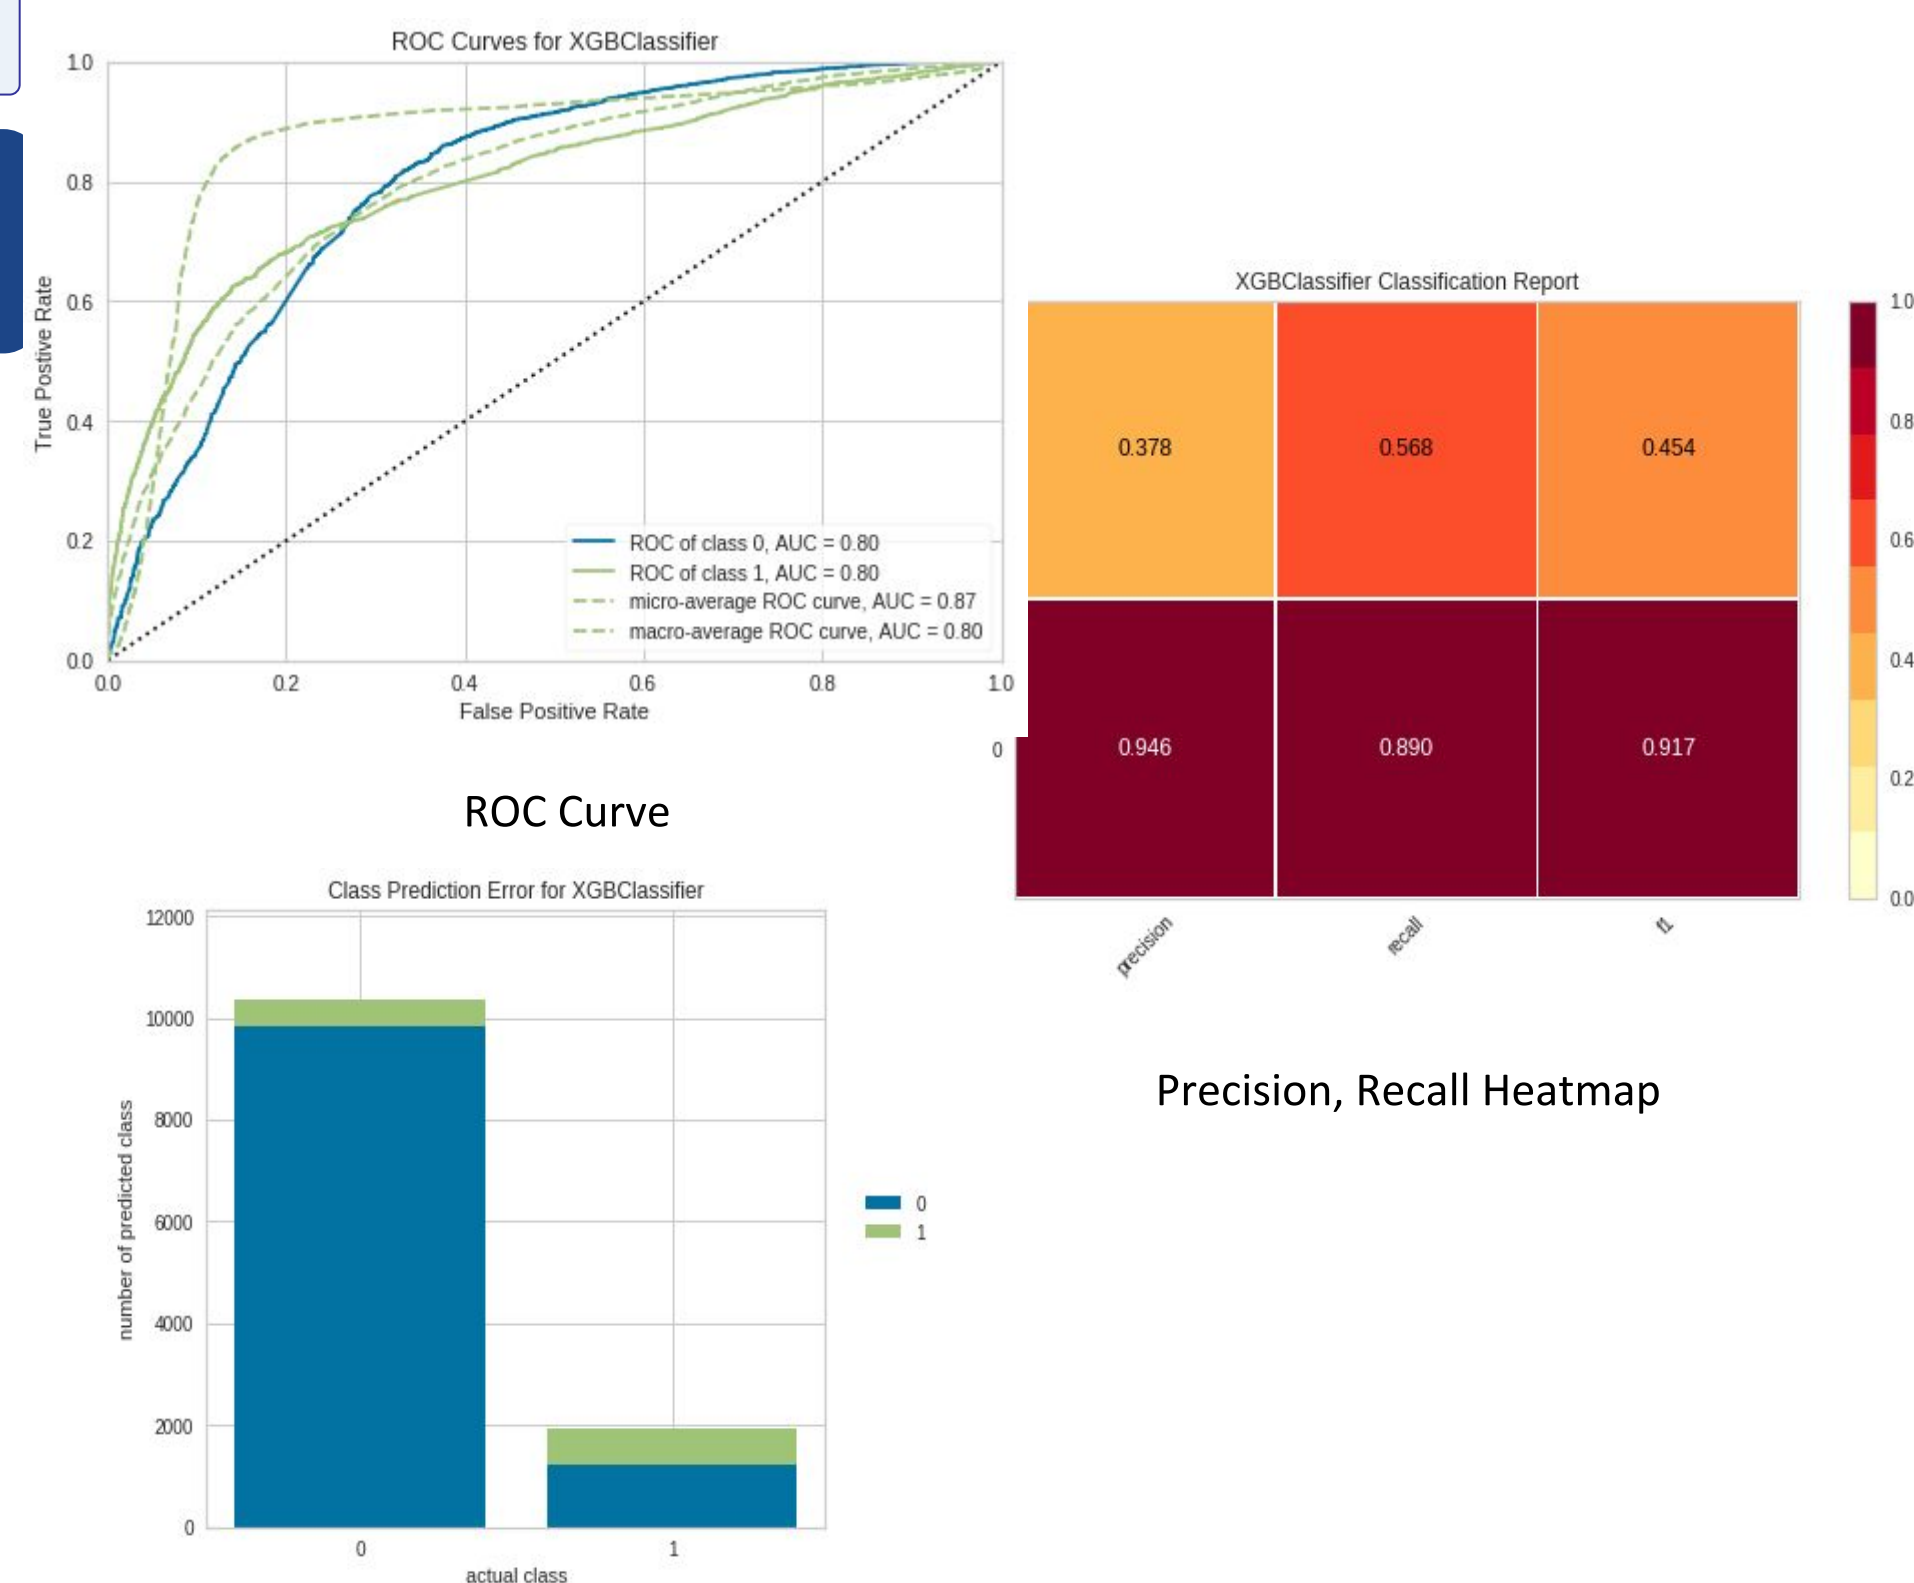 ROC Curves for XGBClassifier
1.0
0.8
0.6
0.4
0.2
0.0
True Positive Rate
0.0 0.2 0.4 0.6 0.8 1.0
False Positive Rate
ROC of class 0, AUC = 0.80
ROC of class 1, AUC = 0.80
micro-average ROC curve, AUC = 0.87
macro-average ROC curve, AUC = 0.80
ROC Curve
XGBClassifier Classification Report
0.378 0.568 0.454
0 0.946 0.890 0.917
precision recall f1
1.0
0.8
0.6
0.4
0.2
0.0
Precision, Recall Heatmap
Class Prediction Error for XGBClassifier
12000
10000
8000
6000
4000
2000
0
number of predicted class
0 1
actual class
0
1